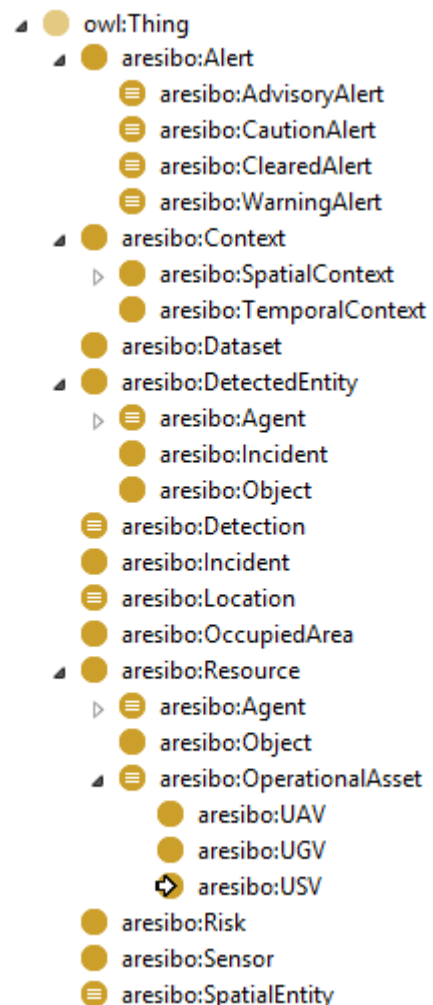 owl:Thing
aresibo:Alert
aresibo:AdvisoryAlert
aresibo:CautionAlert
aresibo:ClearedAlert
aresibo:WarningAlert
aresibo:Context
aresibo:SpatialContext
aresibo:TemporalContext
aresibo:Dataset
aresibo:DetectedEntity
aresibo:Agent
aresibo:Incident
aresibo:Object
aresibo:Detection
aresibo:Incident
aresibo:Location
aresibo:OccupiedArea
aresibo:Resource
aresibo:Agent
aresibo:Object
aresibo:OperationalAsset
aresibo:UAV
aresibo:UGV
aresibo:USV
aresibo:Risk
aresibo:Sensor
aresibo:SpatialEntity